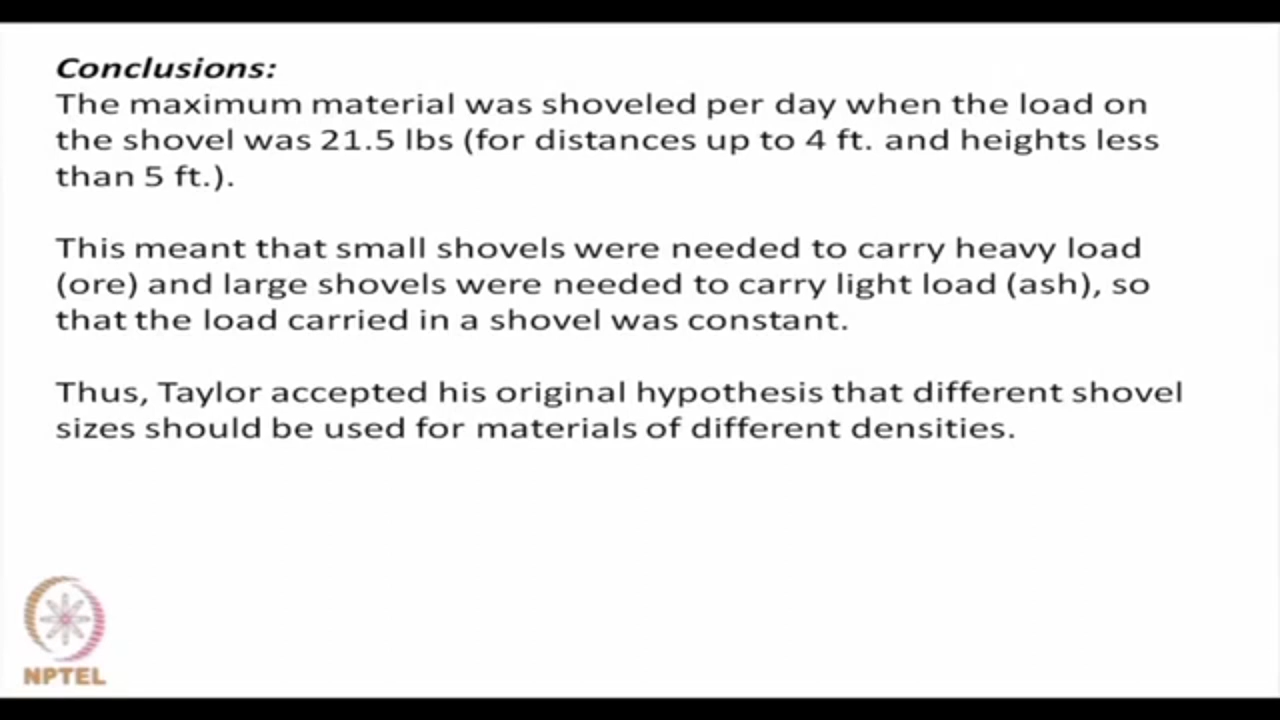 Conclusions:
The maximum material was shoveled per day when the load on
the shovel was 21.5 lbs (for distances up to 4 ft. and heights less
than 5 ft.).
This meant that small shovels were needed to carry heavy load
(ore) and large shovels were needed to carry light load (ash), so
that the load carried in a shovel was constant.
Thus, Taylor accepted his original hypothesis that different shovel
sizes should be used for materials of different densities.
NPTEL